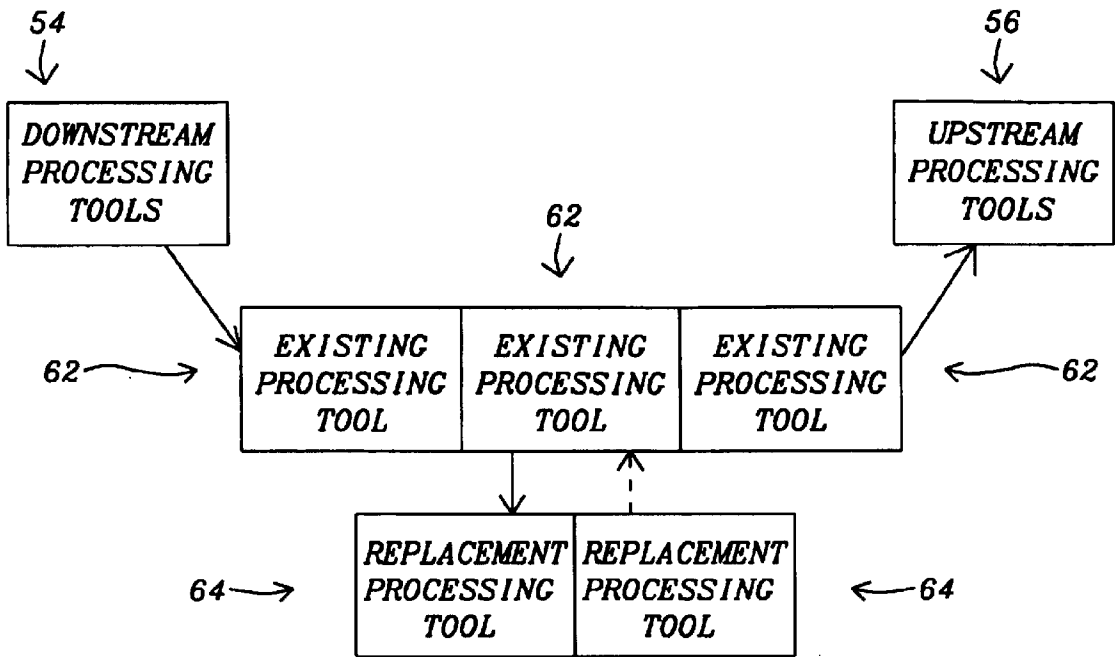 54
56
DOWNSTREAM
PROCESSING
TOOLS
UPSTREAM
PROCESSING
TOOLS
62
62
EXISTING
PROCESSING
TOOL
EXISTING
PROCESSING
TOOL
EXISTING
PROCESSING
TOOL
62
64
REPLACEMENT
PROCESSING
TOOL
REPLACEMENT
PROCESSING
TOOL
64